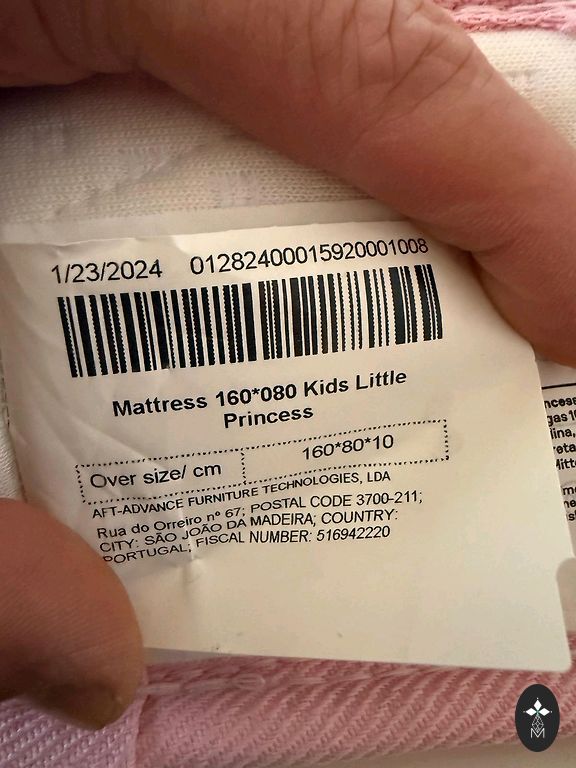 1/23/2024 01282400015920001008
Mattress 160*080 Kids Little
Princess
Over size/ cm 160*80*10
AFT-ADVANCE FURNITURE TECHNOLOGIES, LDA
Rua do Orreiro nº 67; POSTAL CODE 3700-211;
CITY: SÃO JOÃO DA MADEIRA; COUNTRY:
PORTUGAL; FISCAL NUMBER: 516942220
M